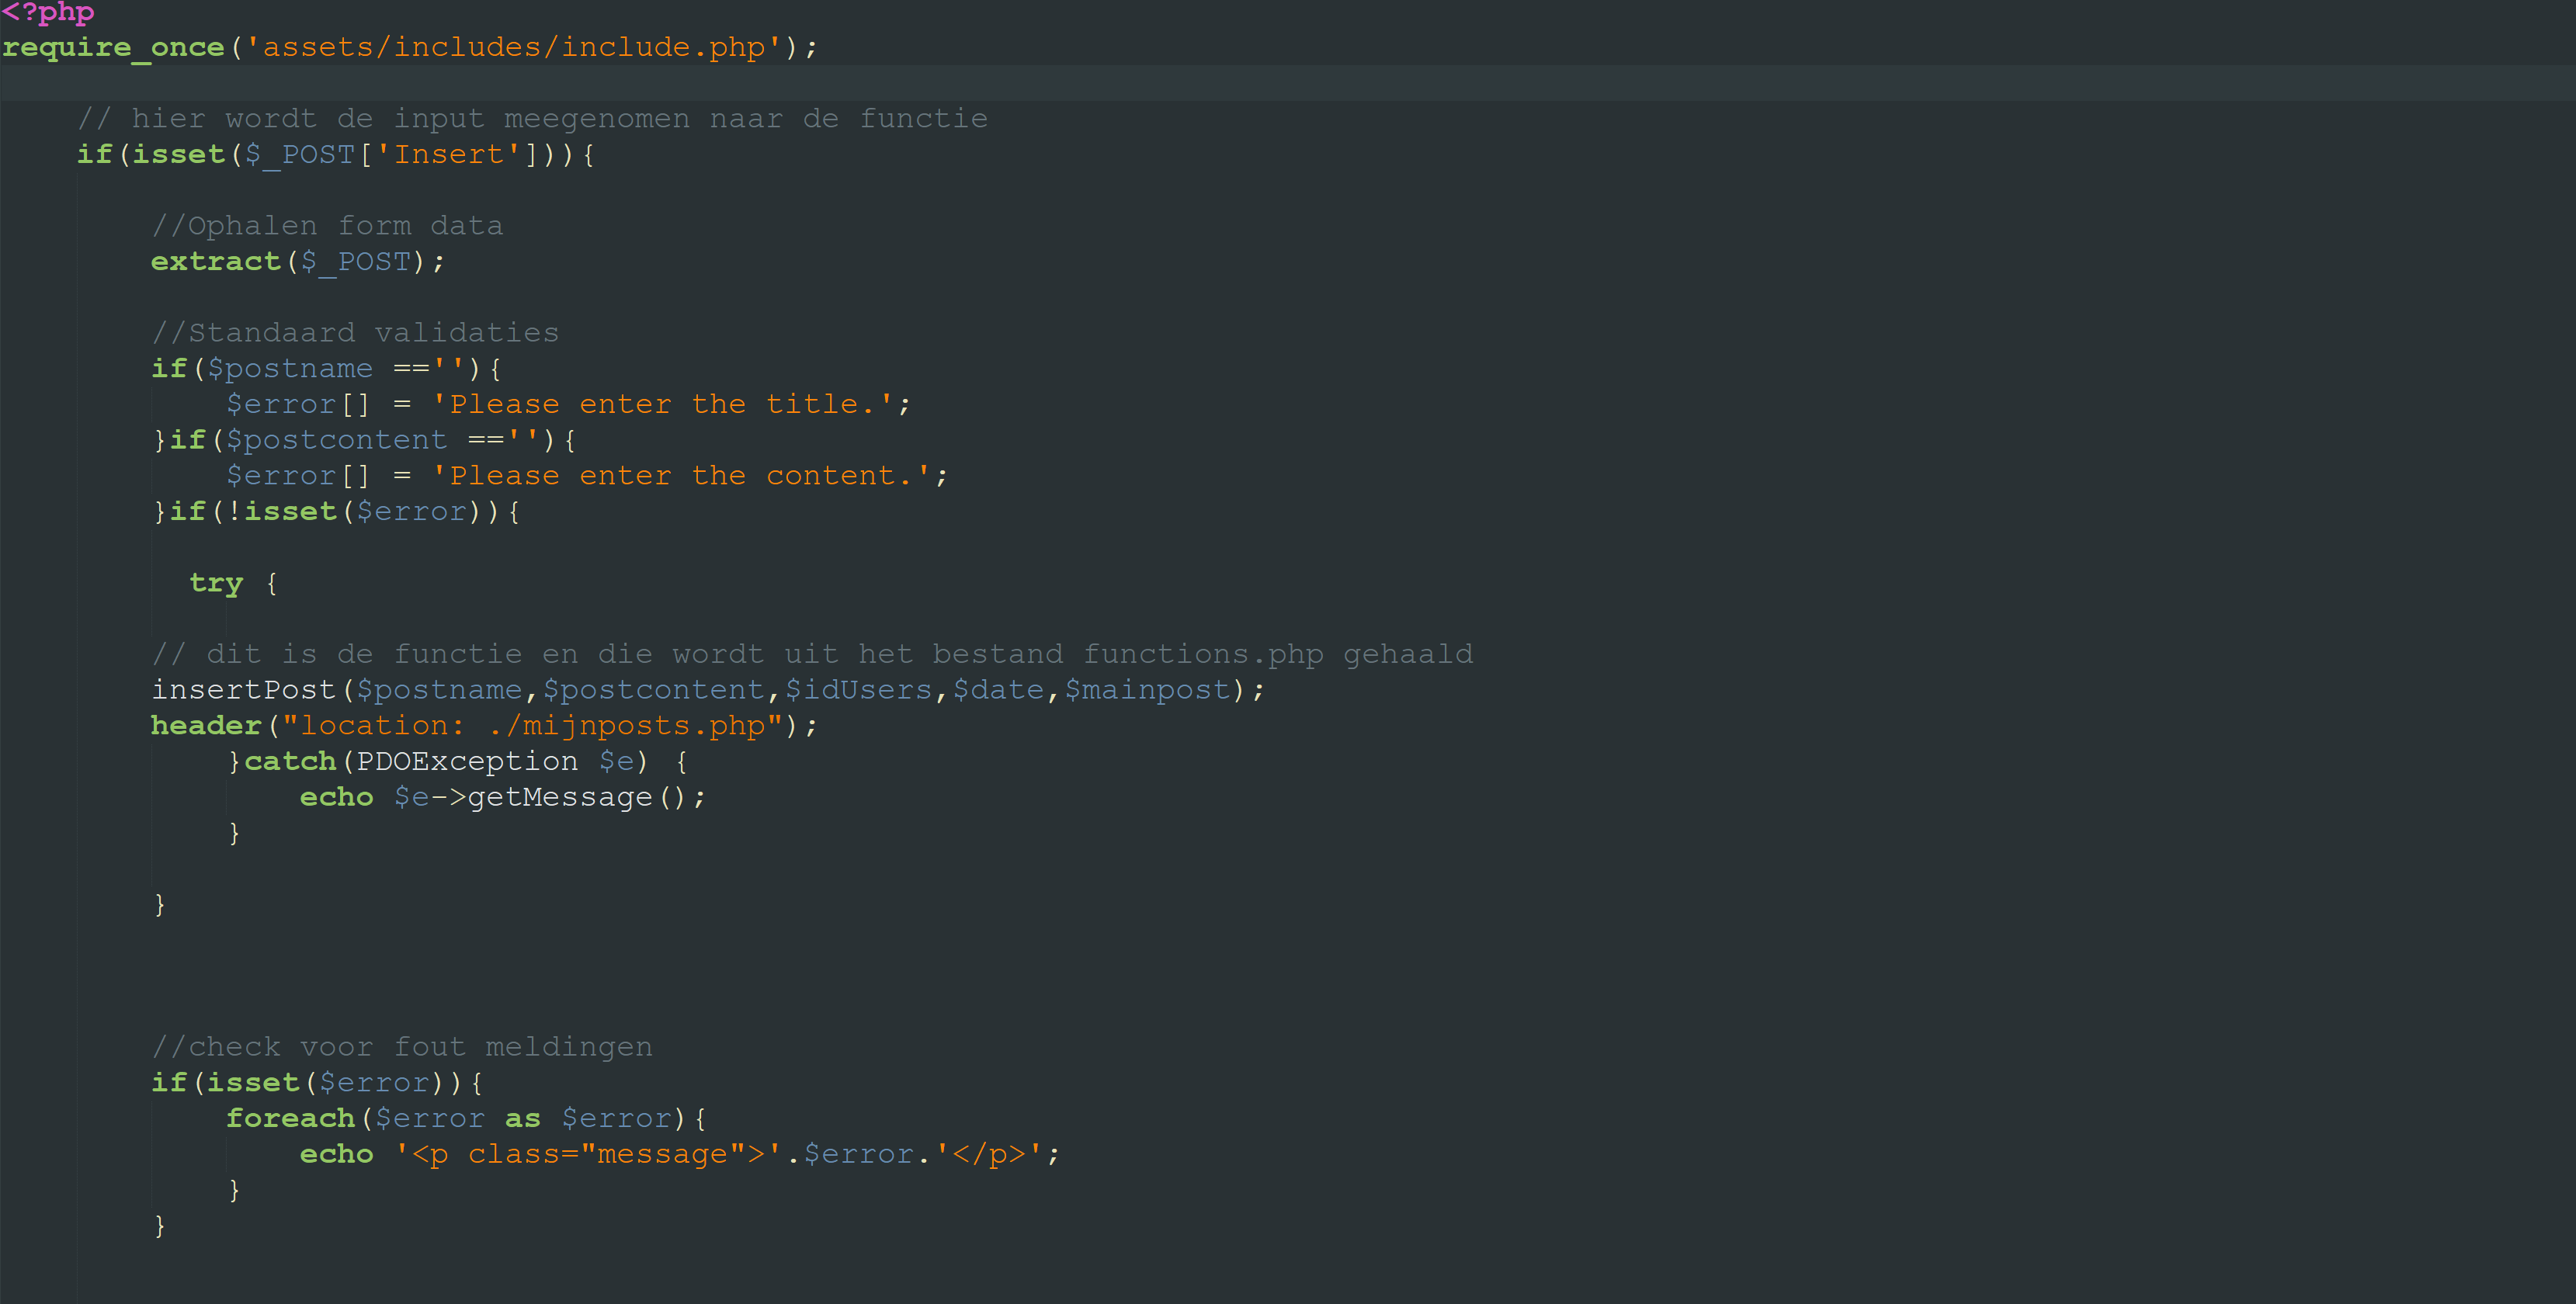 <?php
require_once('assets/includes/include.php');
// hier wordt de input meegenomen naar de functie
if(isset($_POST['Insert'])){
//Ophalen form data
extract($_POST);
//Standaard validaties
if($postname ==''){
$error[] = 'Please enter the title.';
}if($postcontent ==''){
$error[] = 'Please enter the content.';
}if(!isset($error)){
try {
// dit is de functie en die wordt uit het bestand functions.php gehaald
insertPost($postname,$postcontent,$idUsers,$date,$mainpost);
header("location: ./mijnposts.php");
}catch(PDOException $e) {
echo $e->getMessage();
}
}
//check voor fout meldingen
if(isset($error)){
foreach($error as $error){
echo '<p class="message">'.$error.'</p>';
}
}